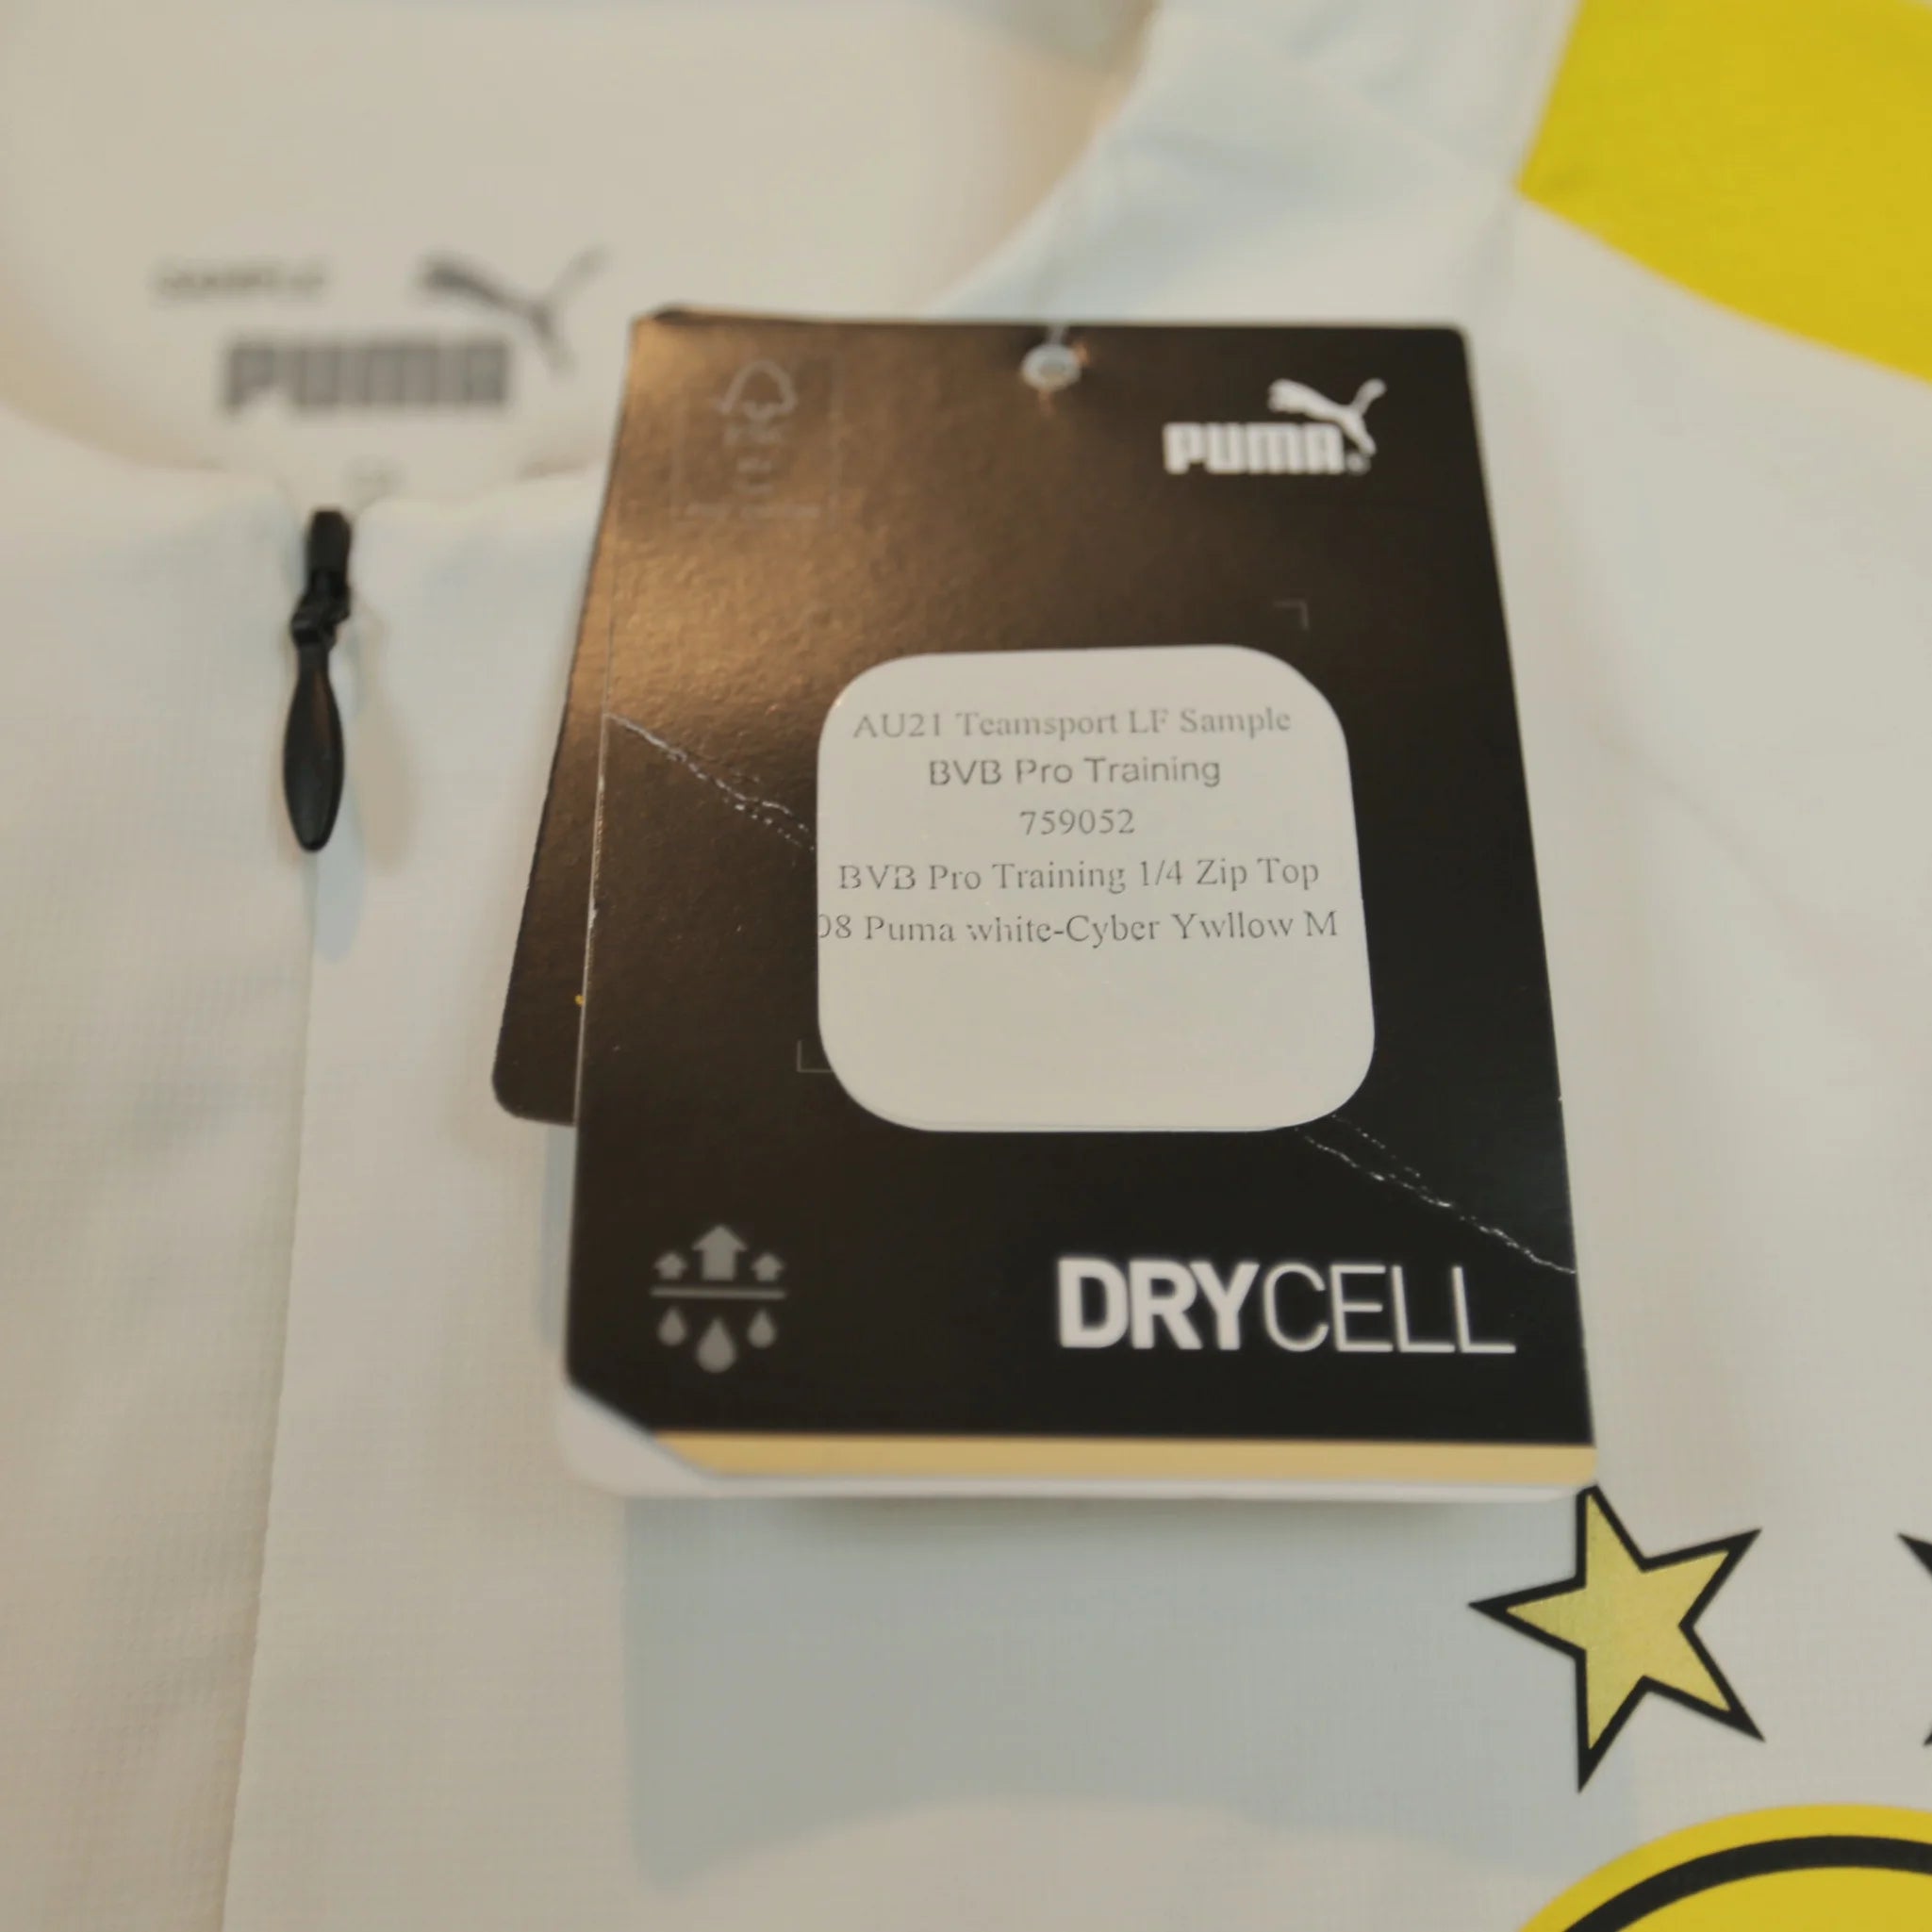 PUMA
PUMA
AU21 Teamsport LF Sample
BVB Pro Training
759052
BVB Pro Training 1/4 Zip Top
08 Puma white-Cyber Ywllow M
DRYCELL